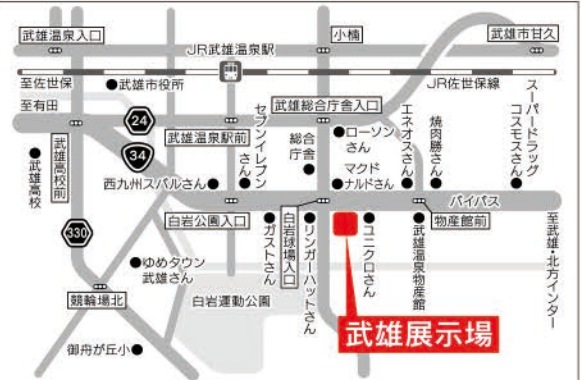 武雄温泉入口
小楠
武雄市甘久
JR武雄温泉駅
至佐世保
武雄市役所
JR佐世保線
至有田
24
武雄温泉駅前
セブンイレブン
さん
武雄総合庁舎入口
ローソン
さん
総合
庁舎
マクド
ナルドさん
エネオスさん
焼肉勝さん
スーパードラッグ
コスモスさん
34
武雄高校
武雄高校前
西九州スバルさん
バイパス
白岩公園入口
白岩球場入口
物産館前
330
ガストさん
リンガーハットさん
ユニクロさん
武雄温泉物産館
至武雄・北方インター
ゆめタウン
武雄さん
競輪場北
白岩運動公園
御舟が丘小
武雄展示場